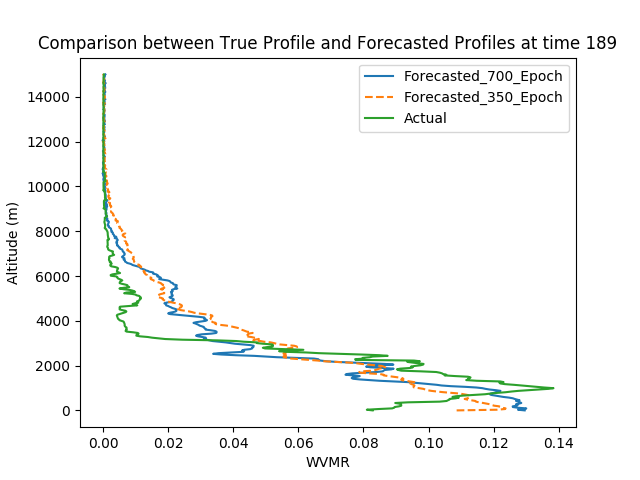 Comparison between True Profile and Forecasted Profiles at time 189
Forecasted_700_Epoch
Forecasted_350_Epoch
Actual
Altitude (m)
14000
12000
10000
8000
6000
4000
2000
0
0.00 0.02 0.04 0.06 0.08 0.10 0.12 0.14
WVMR